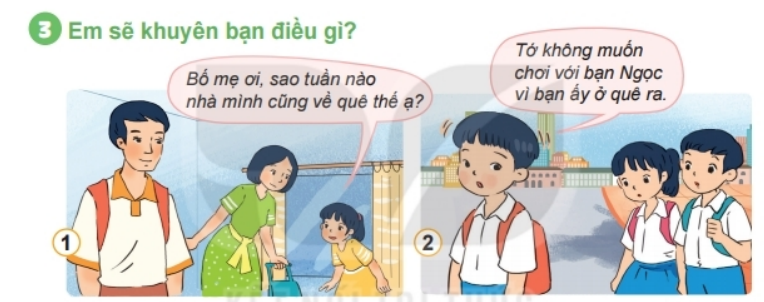 3 Em sẽ khuyên bạn điều gì?
Bố mẹ ơi, sao tuần nào
nhà mình cũng về quê thế ạ?
Tớ không muốn
chơi với bạn Ngọc
vì bạn ấy ở quê ra.
1
2